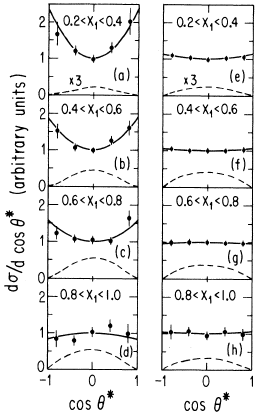 dσ/d cos θ* (arbitrary units)
2
1
0
0.2<X₁<0.4
x3
(a)
0.2<X₁<0.4
x3
(e)
2
1
0
0.4<X₁<0.6
(b)
0.4<X₁<0.6
(f)
2
1
0
0.6<X₁<0.8
(c)
0.6<X₁<0.8
(g)
2
1
0
0.8<X₁<1.0
(d)
0.8<X₁<1.0
(h)
-1 0 1
-1 0 1
cos θ*
cos θ*